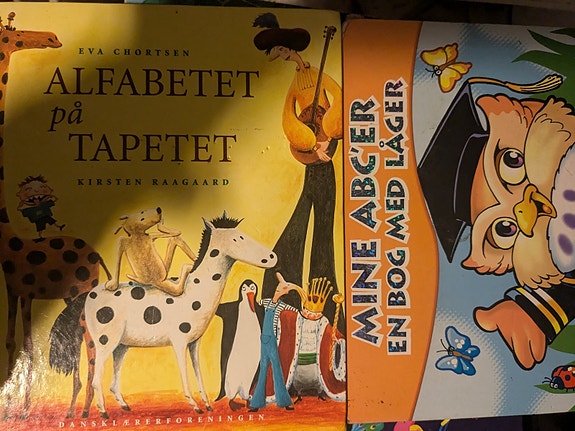 EVA CHORTSEN
ALFABETET
på
TAPETET
KIRSTEN RAAGAARD
DANSKLÆRERFORENINGEN
MINE ABC'ER
EN BOG MED LÅGER